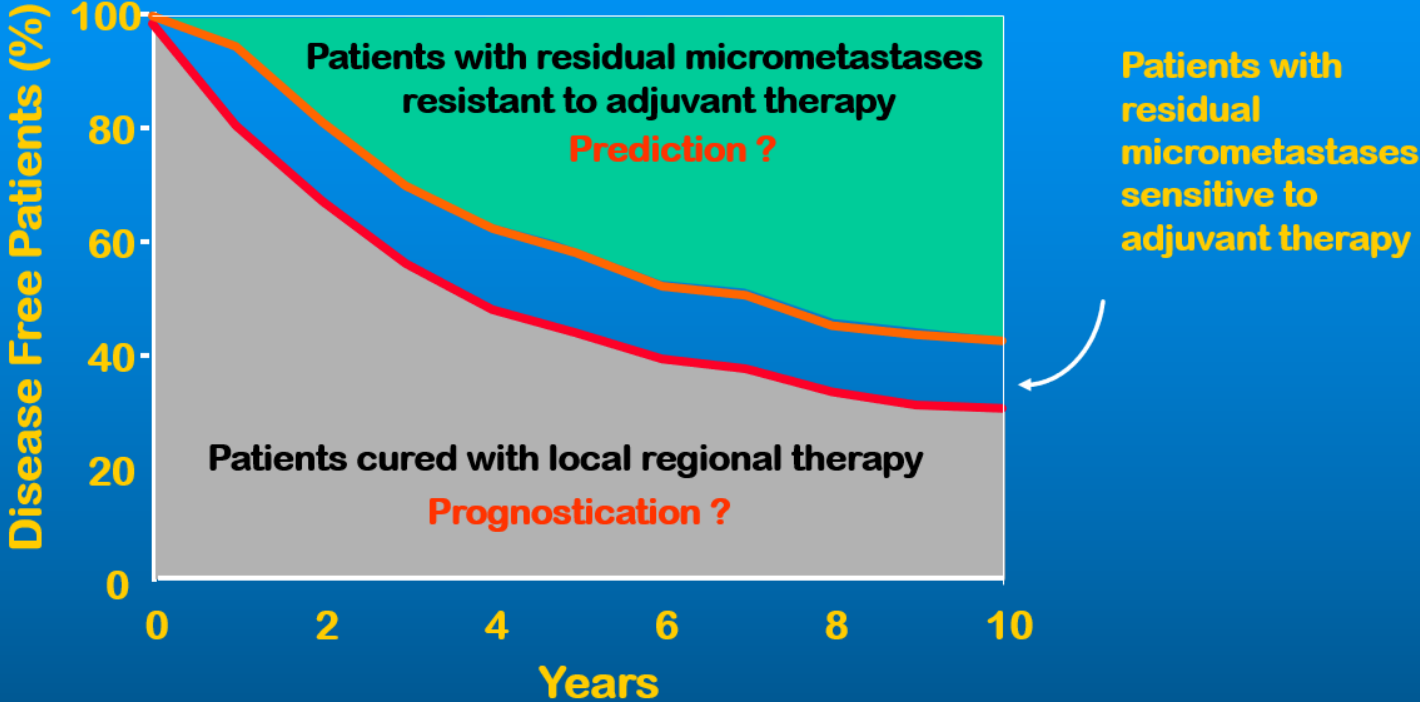 Disease Free Patients (%)
100
80
60
40
20
0
Patients with residual micrometastases
resistant to adjuvant therapy
Prediction ?
Patients cured with local regional therapy
Prognostication ?
0 2 4 6 8 10
Years
Patients with
residual
micrometastases
sensitive to
adjuvant therapy